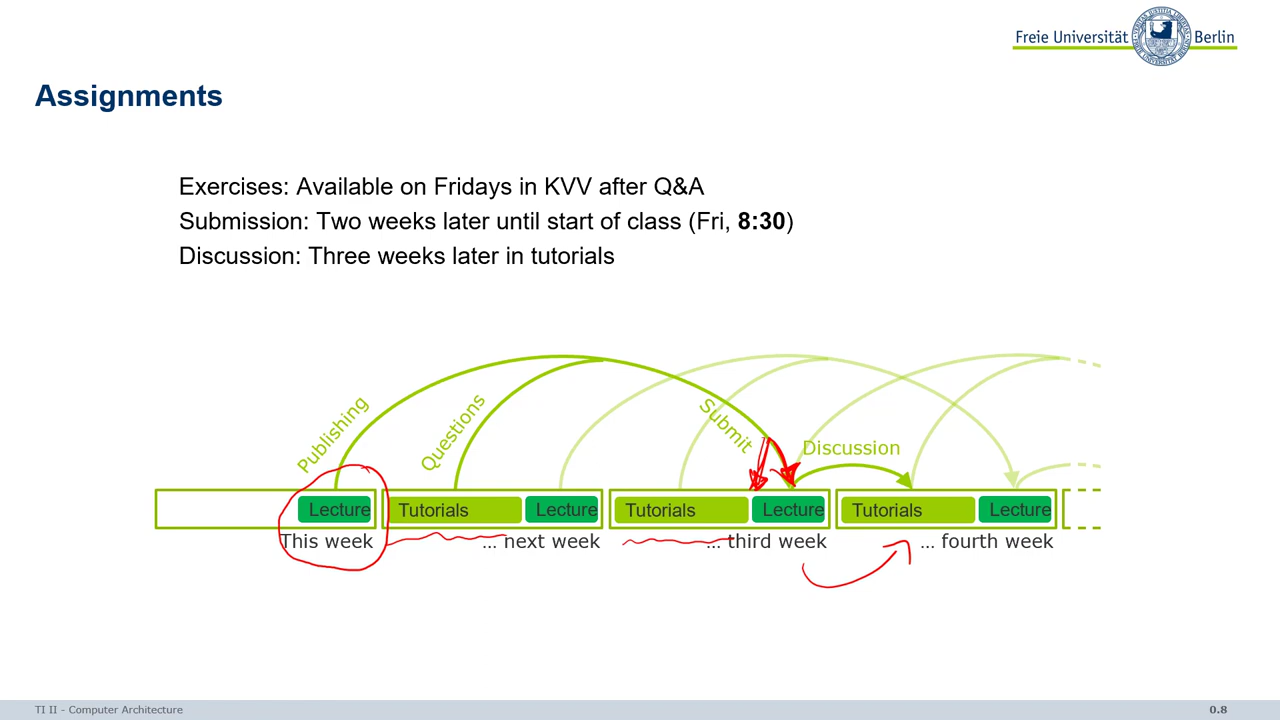 Freie Universität Berlin
Assignments
Exercises: Available on Fridays in KVV after Q&A
Submission: Two weeks later until start of class (Fri, 8:30)
Discussion: Three weeks later in tutorials
Publishing
Questions
Submit
Discussion
Lecture
Tutorials
Lecture
Tutorials
Lecture
Tutorials
Lecture
This week
... next week
... third week
... fourth week
TI II - Computer Architecture
0.8